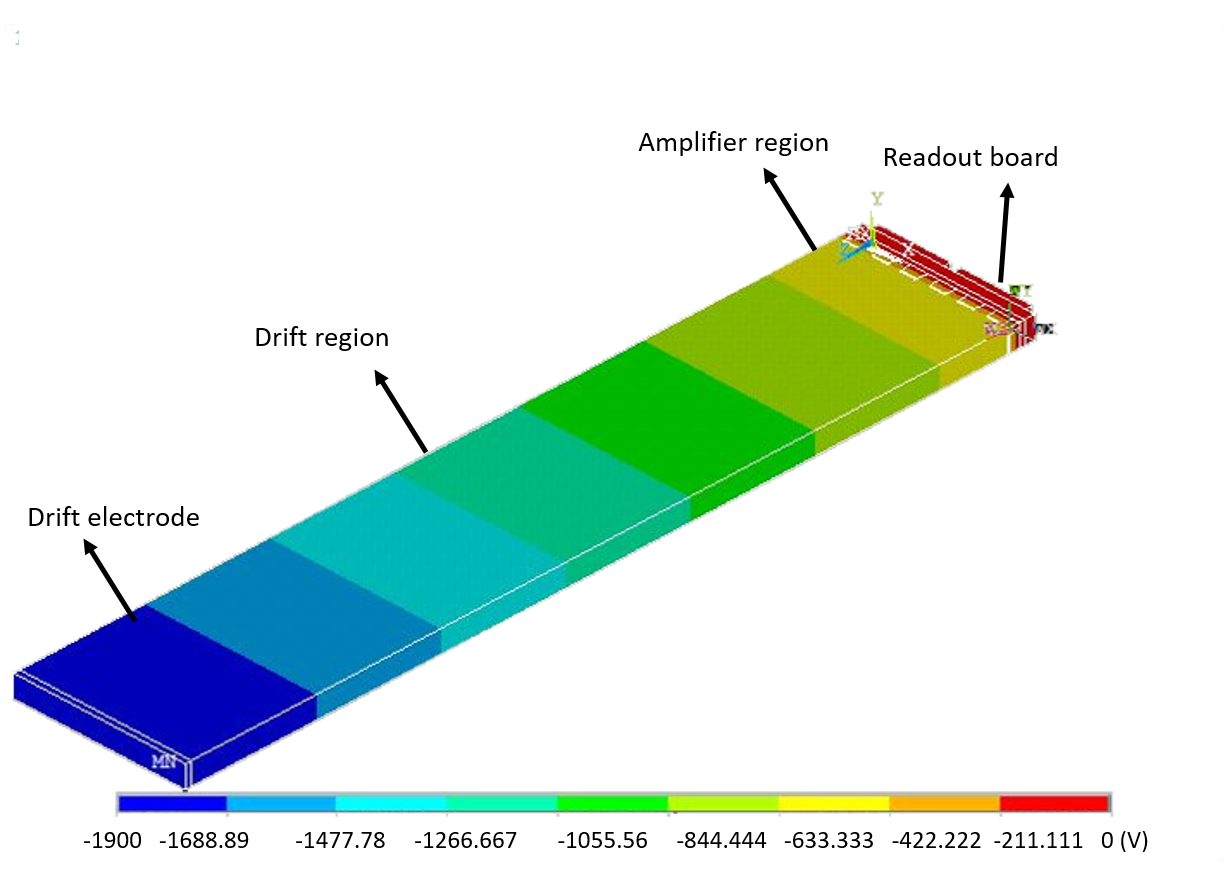 Amplifier region
Readout board
Y
Z
Drift region
Drift electrode
MN
-1900 -1688.89 -1477.78 -1266.667 -1055.56 -844.444 -633.333 -422.222 -211.111 0 (V)